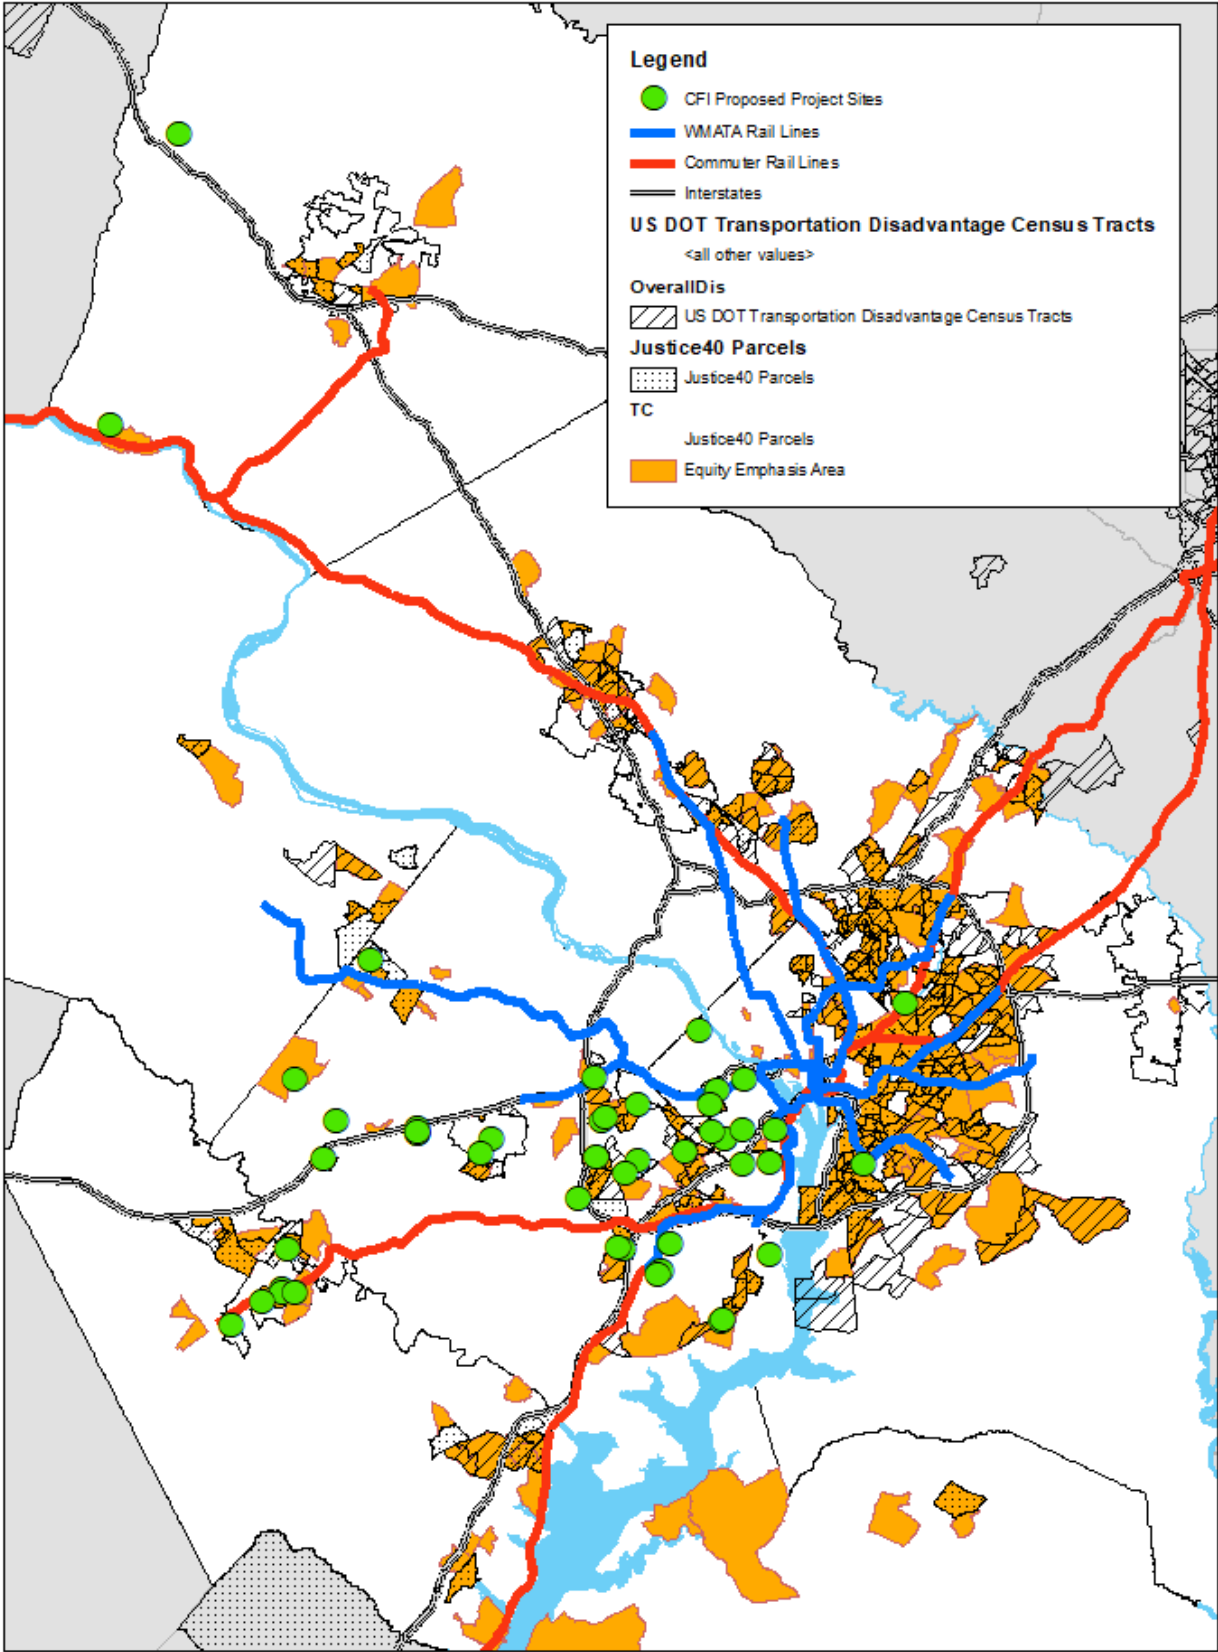 Legend
CFI Proposed Project Sites
WMATA Rail Lines
Commuter Rail Lines
Interstates
US DOT Transportation Disadvantage Census Tracts
<all other values>
OverallDis
US DOT Transportation Disadvantage Census Tracts
Justice40 Parcels
Justice40 Parcels
TC
Justice40 Parcels
Equity Emphasis Area